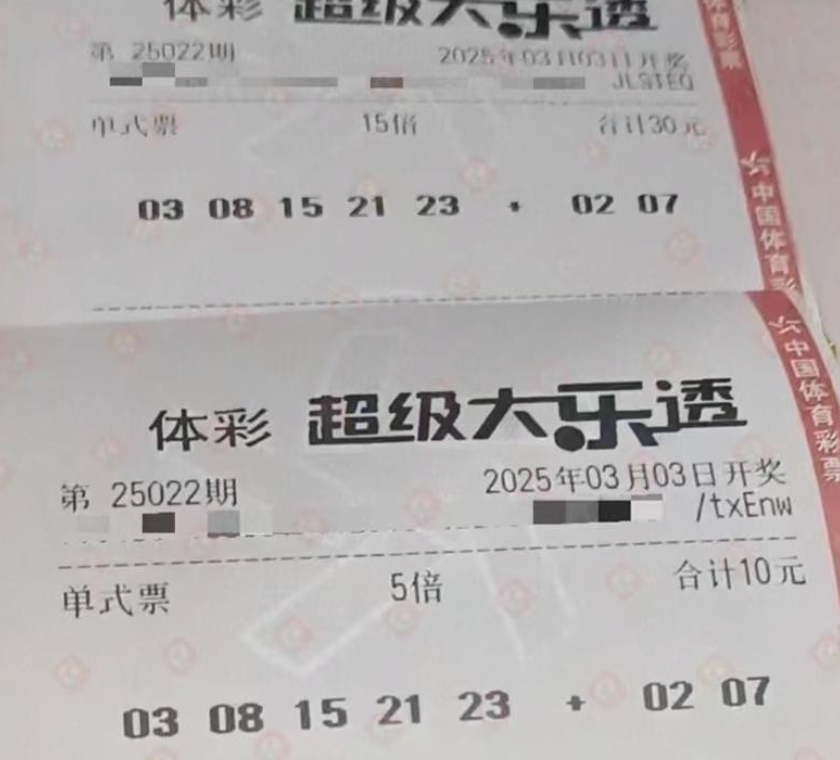 体彩 超级大乐透
第 25022期 2025年03月03日开奖
JLSTEQ
单式票 15倍 合计30元
03 08 15 21 23 + 02 07
体育彩票
中国体育彩
体彩 超级大乐透
第 25022期 2025年03月03日开奖
/txEnw
单式票 5倍 合计10元
03 08 15 21 23 + 02 07
中国体育彩票